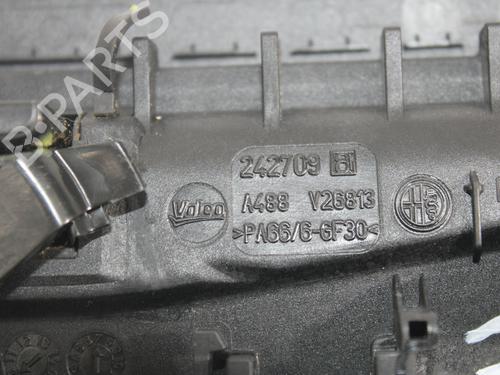 B-PARTS
242709
Valeo
A488 V26813
>PA66/6-GF30<